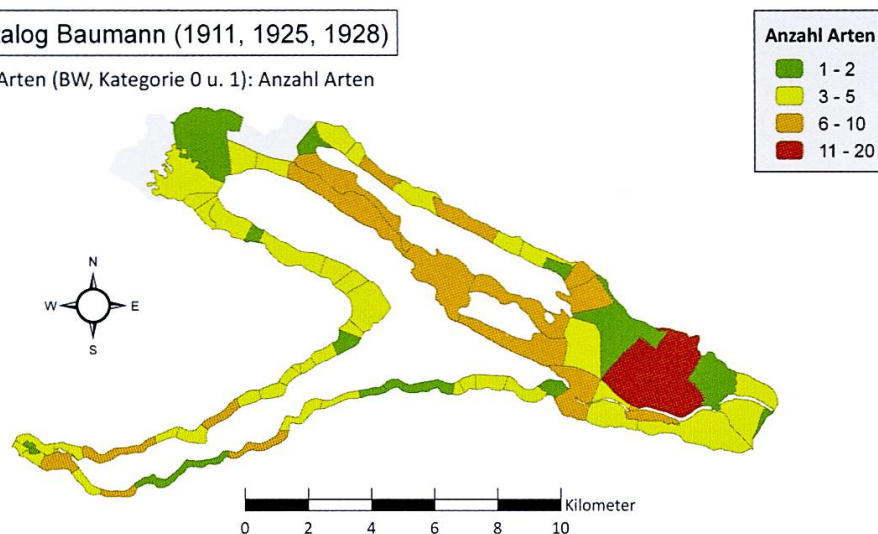 alog Baumann (1911, 1925, 1928)
Arten (BW, Kategorie 0 u. 1): Anzahl Arten
Anzahl Arten
1 - 2
3 - 5
6 - 10
11 - 20
N
W
E
S
Kilometer
0 2 4 6 8 10